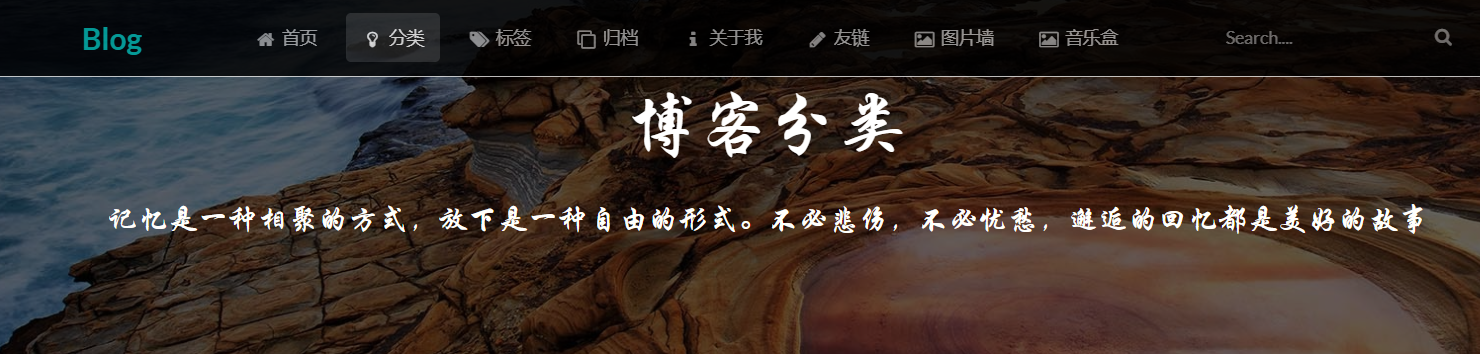 Blog 首页 分类 标签 归档 关于我 友链 图片墙 音乐盒 Search....
博客分类
记忆是一种相聚的方式，放下是一种自由的形式。不必悲伤，不必忧愁，邂逅的回忆都是美好的故事